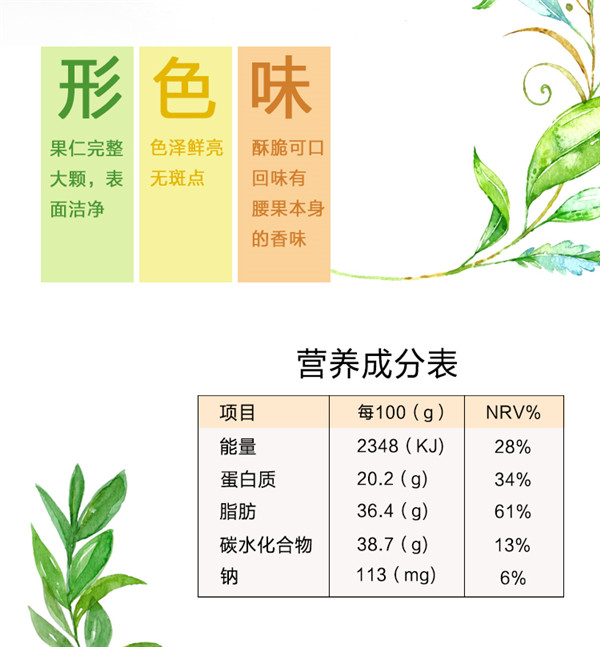 形
果仁完整
大颗，表
面洁净
色
色泽鲜亮
无斑点
味
酥脆可口
回味有
腰果本身
的香味
营养成分表
项目 每100（g） NRV%
能量 2348（KJ） 28%
蛋白质 20.2（g） 34%
脂肪 36.4（g） 61%
碳水化合物 38.7（g） 13%
钠 113（mg） 6%